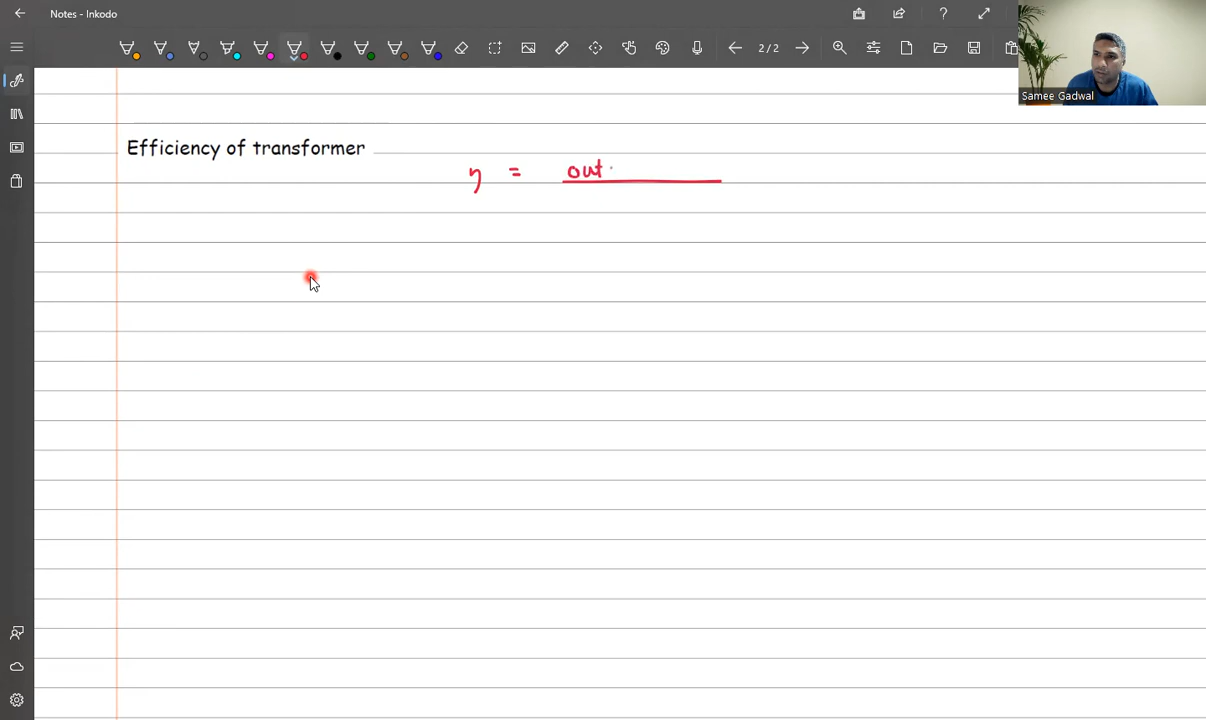 Notes - Inkodo
2/2
Samee Gadwal
Efficiency of transformer
η = out